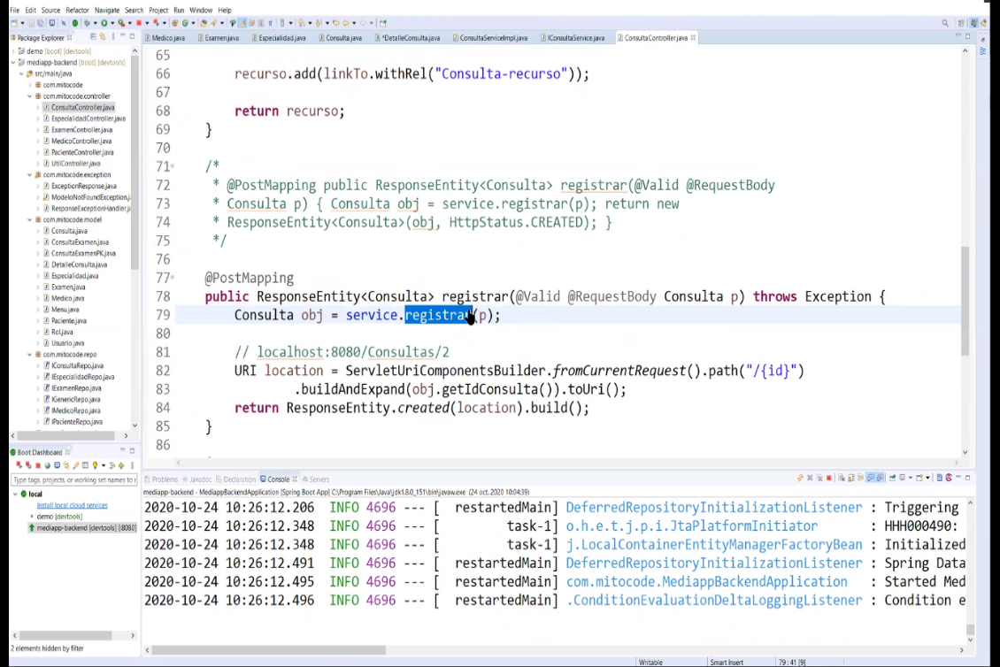 File Edit Source Refactor Navigate Search Project Run Window Help
Package Explorer
Medico.java Examen.java Especialidad.java Consulta.java *DetalleConsulta.java ConsultaServiceImpl.java IConsultaService.java ConsultaController.java
demo [boot] [devtools]
mediapp-backend [boot] [devtools]
src/main/java
com.mitocode
com.mitocode.controller
ConsultaController.java
EspecialidadController.java
ExamenController.java
MedicoController.java
PacienteController.java
UtilController.java
com.mitocode.exception
ExceptionResponse.java
ModeloNotFoundException.j
ResponseExceptionHandler.j
com.mitocode.model
Consulta.java
ConsultaExamen.java
ConsultaExamenPK.java
DetalleConsulta.java
Especialidad.java
Examen.java
Medico.java
Menu.java
Paciente.java
Rol.java
Usuario.java
com.mitocode.repo
IConsultaRepo.java
IEspecialidadRepo.java
IExamenRepo.java
IGenericRepo.java
IMedicoRepo.java
IPacienteRepo.java
65
66 recurso.add(linkTo.withRel("Consulta-recurso"));
67
68 return recurso;
69 }
70
71 /*
72 * @PostMapping public ResponseEntity<Consulta> registrar(@Valid @RequestBody
73 * Consulta p) { Consulta obj = service.registrar(p); return new
74 * ResponseEntity<Consulta>(obj, HttpStatus.CREATED); }
75 */
76
77 @PostMapping
78 public ResponseEntity<Consulta> registrar(@Valid @RequestBody Consulta p) throws Exception {
79 Consulta obj = service.registrar(p);
80
81 // localhost:8080/Consultas/2
82 URI location = ServletUriComponentsBuilder.fromCurrentRequest().path("/{id}")
83 .buildAndExpand(obj.getIdConsulta()).toUri();
84 return ResponseEntity.created(location).build();
85 }
86
Boot Dashboard
Type tags, projects, or working set names to r
local
Install local cloud services
demo [devtools]
mediapp-backend [devtools] [:8080]
2 elements hidden by filter
Problems Javadoc Declaration Console Servers
mediapp-backend - MediappBackendApplication [Spring Boot App] C:\Program Files\Java\jdk1.8.0_151\bin\javaw.exe (24 oct. 2020 10:04:39)
2020-10-24 10:26:12.206 INFO 4696 --- [ restartedMain] DeferredRepositoryInitializationListener : Triggering
2020-10-24 10:26:12.348 INFO 4696 --- [ task-1] o.h.e.t.j.p.i.JtaPlatformInitiator : HHH000490:
2020-10-24 10:26:12.348 INFO 4696 --- [ task-1] j.LocalContainerEntityManagerFactoryBean : Initialized
2020-10-24 10:26:12.491 INFO 4696 --- [ restartedMain] DeferredRepositoryInitializationListener : Spring Data
2020-10-24 10:26:12.495 INFO 4696 --- [ restartedMain] com.mitocode.MediappBackendApplication : Started Med
2020-10-24 10:26:12.496 INFO 4696 --- [ restartedMain] .ConditionEvaluationDeltaLoggingListener : Condition e
Writable Smart Insert 79 : 41 [9]